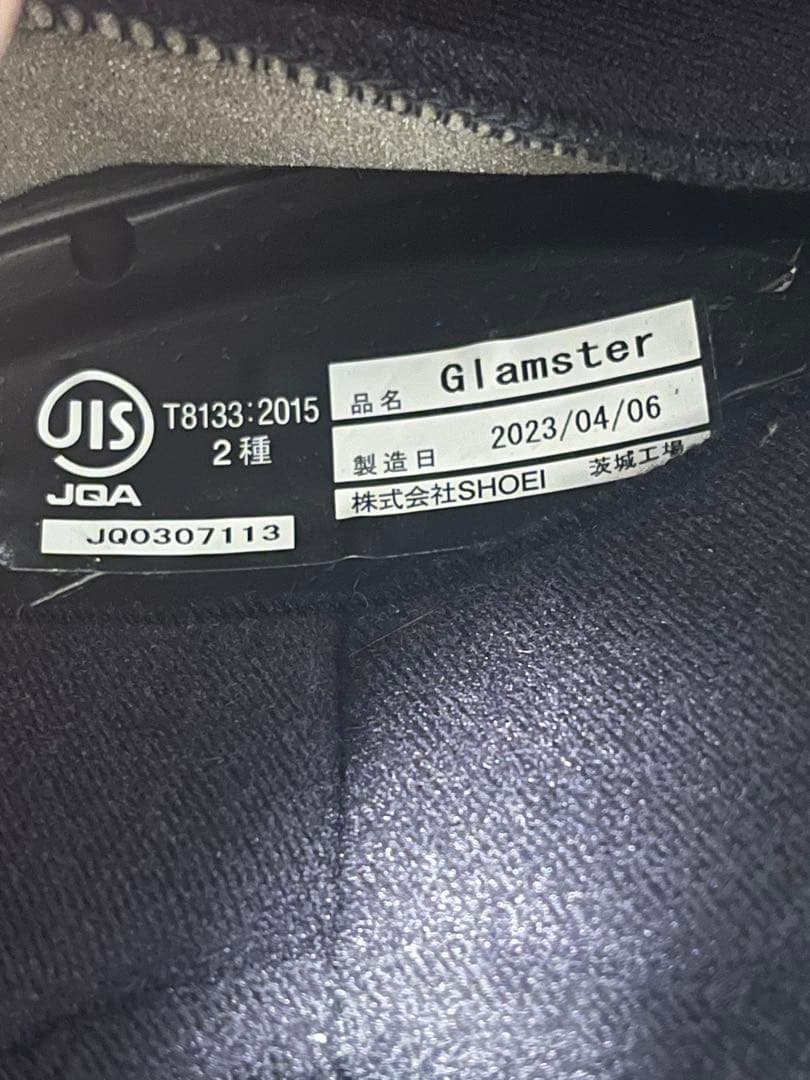 JIS
T8133:2015
2種
JQA
JQ0307113
品名 Glamster
製造日 2023/04/06
株式会社SHOEI 茨城工場